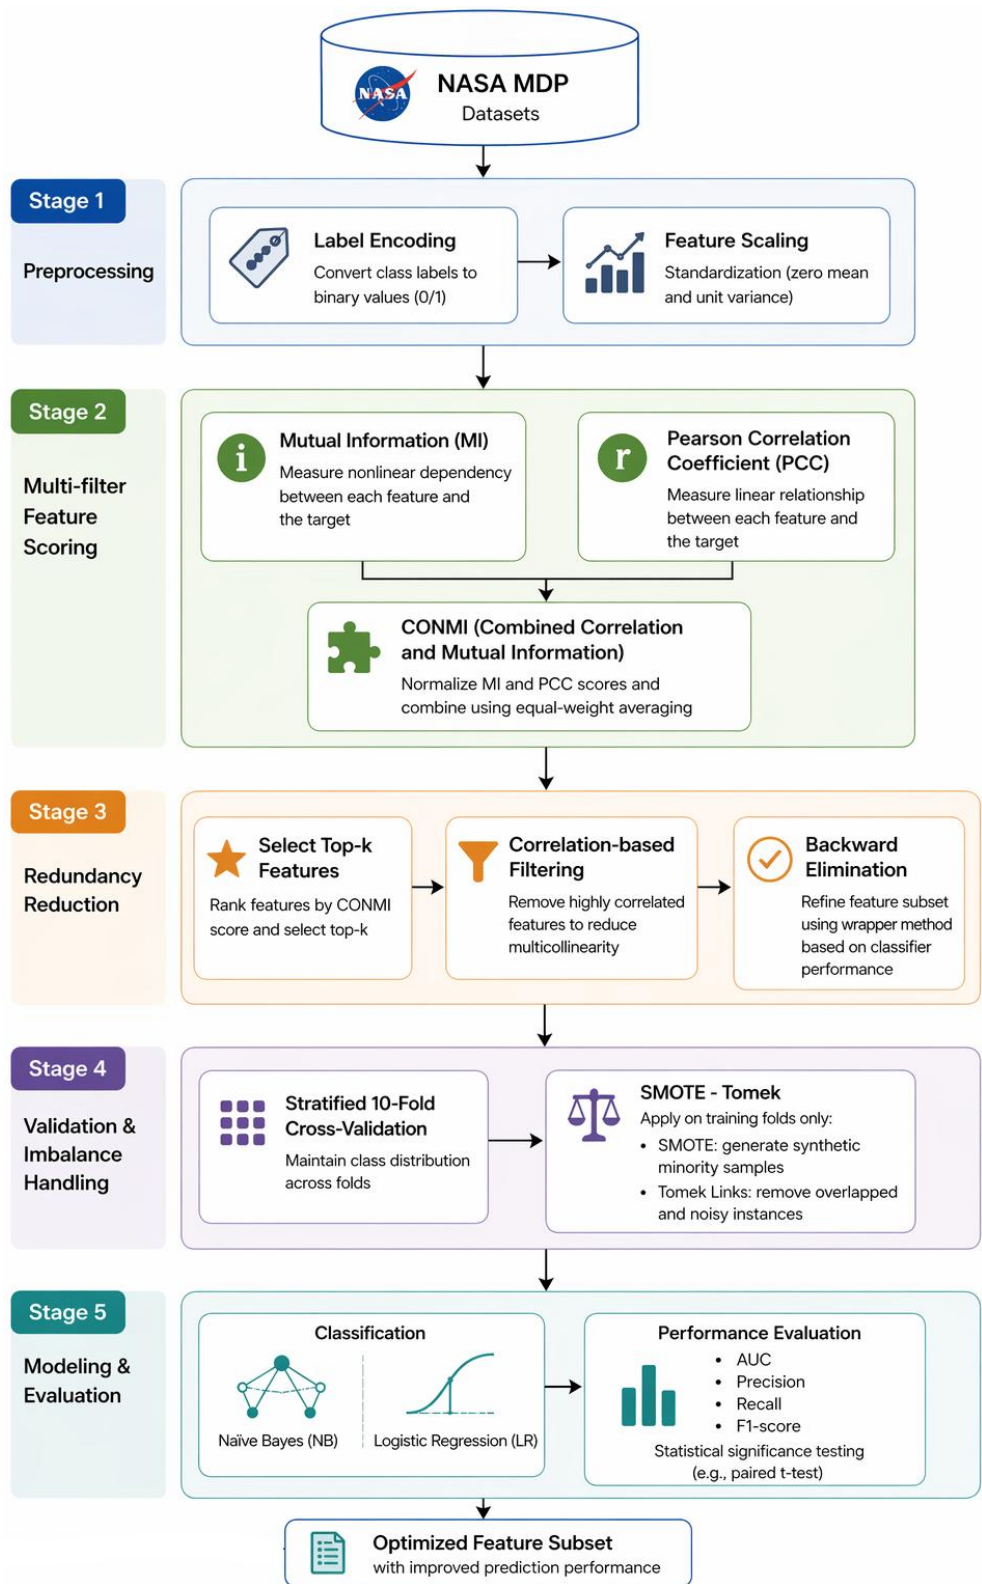 NASA
NASA MDP
Datasets
Stage 1
Preprocessing
Label Encoding
Convert class labels to
binary values (0/1)
Feature Scaling
Standardization (zero mean
and unit variance)
Stage 2
Multi-filter
Feature
Scoring
i
Mutual Information (MI)
Measure nonlinear dependency
between each feature and
the target
r
Pearson Correlation
Coefficient (PCC)
Measure linear relationship
between each feature and
the target
CONMI (Combined Correlation
and Mutual Information)
Normalize MI and PCC scores and
combine using equal-weight averaging
Stage 3
Redundancy
Reduction
Select Top-k
Features
Rank features by CONMI
score and select top-k
Correlation-based
Filtering
Remove highly correlated
features to reduce
multicollinearity
Backward
Elimination
Refine feature subset
using wrapper method
based on classifier
performance
Stage 4
Validation &
Imbalance
Handling
Stratified 10-Fold
Cross-Validation
Maintain class distribution
across folds
SMOTE - Tomek
Apply on training folds only:
• SMOTE: generate synthetic
minority samples
• Tomek Links: remove overlapped
and noisy instances
Stage 5
Modeling &
Evaluation
Classification
Naïve Bayes (NB)
Logistic Regression (LR)
Performance Evaluation
• AUC
• Precision
• Recall
• F1-score
Statistical significance testing
(e., paired t-test)
Optimized Feature Subset
with improved prediction performance